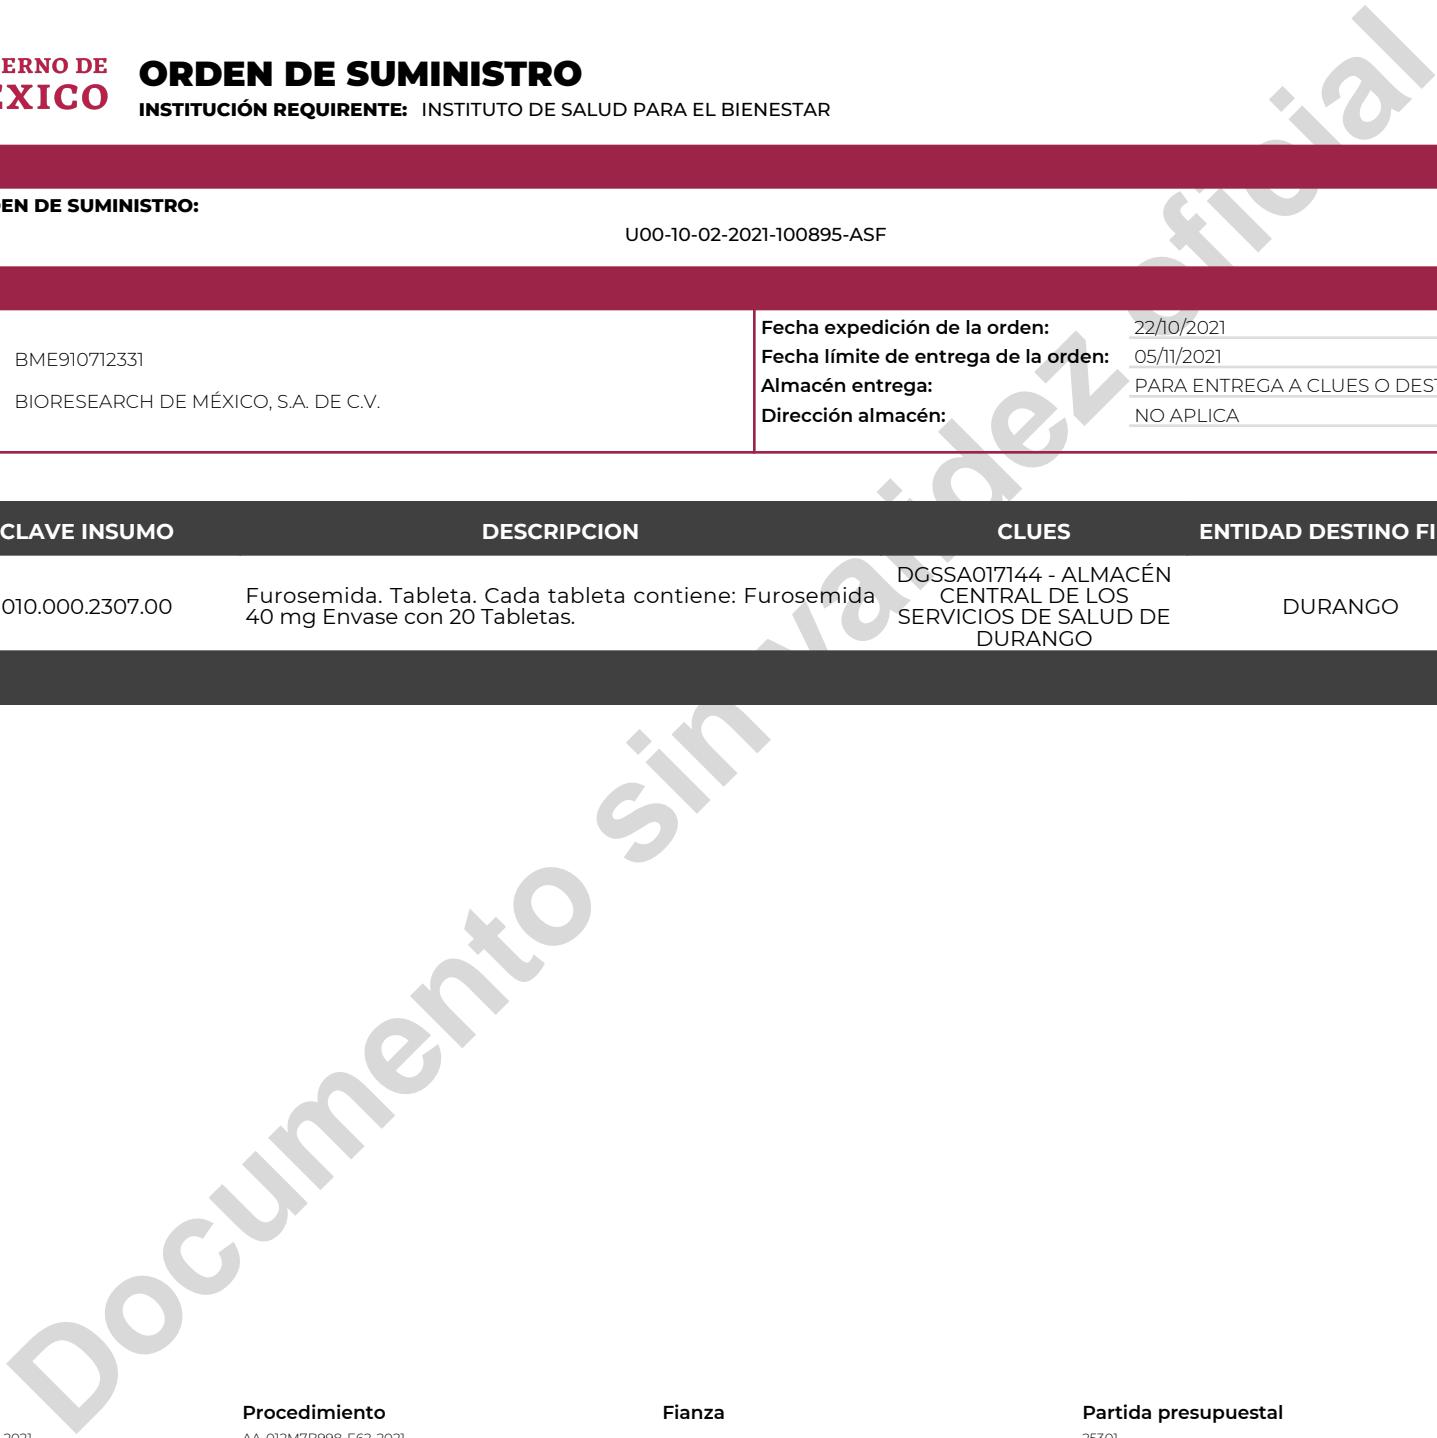 ERNO DE
ÉXICO
ORDEN DE SUMINISTRO
INSTITUCIÓN REQUIRENTE: INSTITUTO DE SALUD PARA EL BIENESTAR
EN DE SUMINISTRO:
U00-10-02-2021-100895-ASF
BME910712331
BIORESEARCH DE MÉXICO, S.A. DE C.V.
Fecha expedición de la orden: 22/10/2021
Fecha límite de entrega de la orden: 05/11/2021
Almacén entrega: PARA ENTREGA A CLUES O DEST
Dirección almacén: NO APLICA
CLAVE INSUMO DESCRIPCION CLUES ENTIDAD DESTINO FI
010.000.2307.00
Furosemida. Tableta. Cada tableta contiene: Furosemida
40 mg Envase con 20 Tabletas.
DGSSA017144 - ALMACÉN
CENTRAL DE LOS
SERVICIOS DE SALUD DE
DURANGO
DURANGO
Documento sin validez oficial
Procedimiento Fianza Partida presupuestal